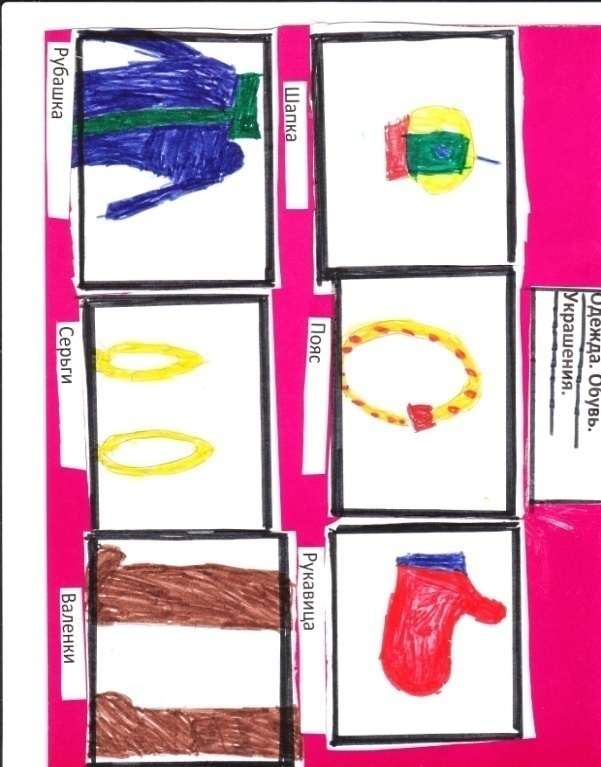 Одежда. Обувь.
Украшения.
Шапка
Пояс
Рукавица
Рубашка
Серьги
Валенки